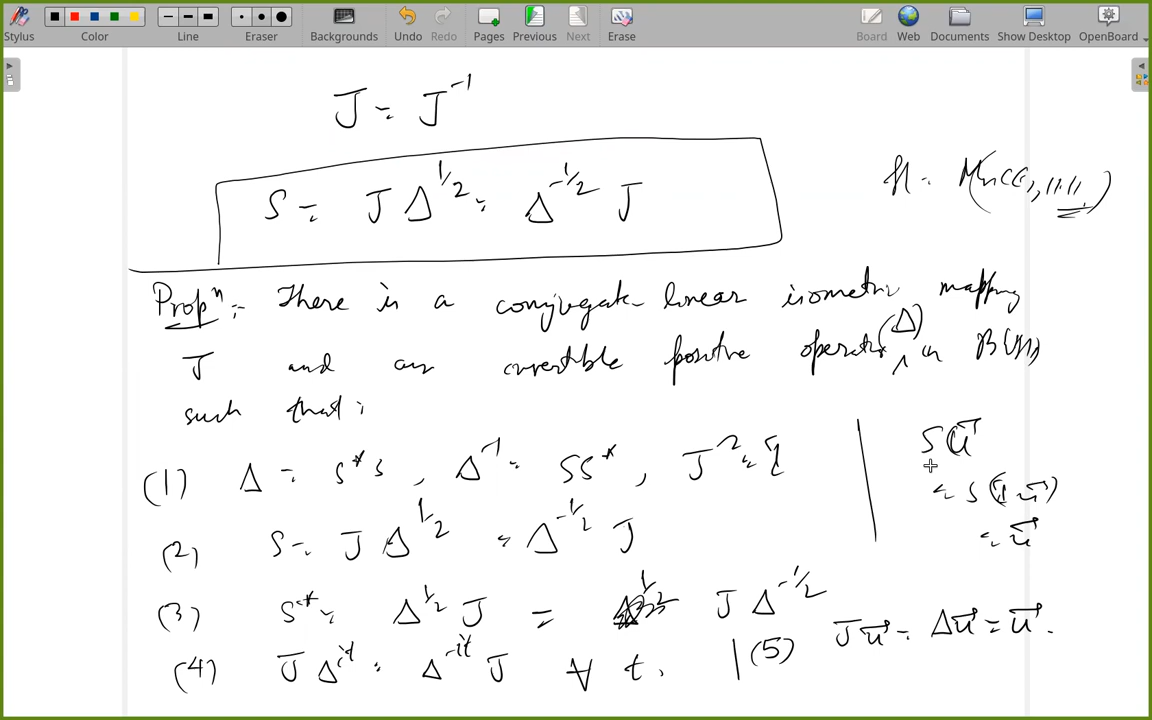 Stylus Color Line Eraser Backgrounds Undo Redo Pages Previous Next Erase Board Web Documents Show Desktop OpenBoard
J = J^{-1}
S = J Δ^{1/2} = Δ^{-1/2} J
H = (M_n(C), ||.||)
Propⁿ:- There is a conjugate-linear isometric mapping
J and an invertible positive operator (Δ) in B(H)
such that:
(1) Δ = S*S, Δ^{-1} = SS*, J^2 = I
(2) S = J Δ^{1/2} = Δ^{-1/2} J
(3) S* = Δ^{1/2} J = J Δ^{-1/2}
(4) J Δ^{it} = Δ^{-it} J ∀ t.
(5) J u⃗ = Δ u⃗ = u⃗.
S(u⃗
= S(I u⃗)
= u⃗